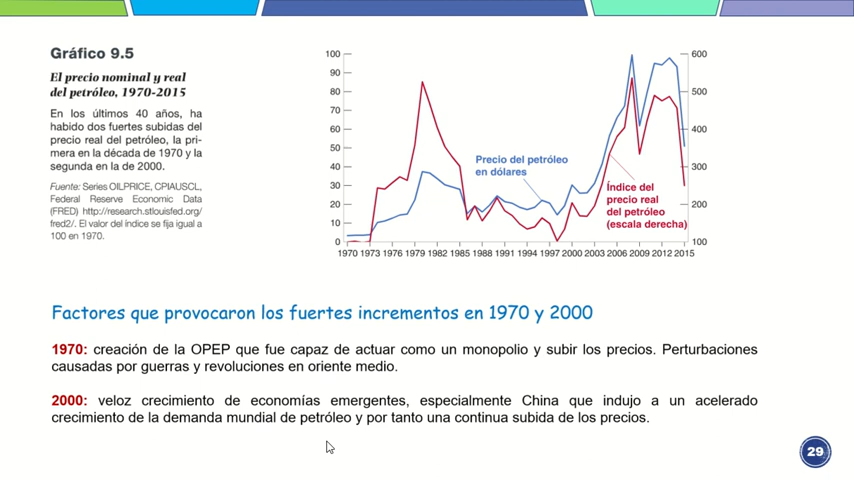 Gráfico 9.5
El precio nominal y real
del petróleo, 1970-2015
En los últimos 40 años, ha
habido dos fuertes subidas del
precio real del petróleo, la pri-
mera en la década de 1970 y la
segunda en la de 2000.
Fuente: Series OILPRICE, CPIAUSCL,
Federal Reserve Economic Data
(FRED) http://research.stlouisfed.org/
fred2/. El valor del índice se fija igual a
100 en 1970.
100
90
80
70
60
50
40
30
20
10
0
600
500
400
300
200
100
Precio del petróleo
en dólares
Índice del
precio real
del petróleo
(escala derecha)
1970 1973 1976 1979 1982 1985 1988 1991 1994 1997 2000 2003 2006 2009 2012 2015
Factores que provocaron los fuertes incrementos en 1970 y 2000
1970: creación de la OPEP que fue capaz de actuar como un monopolio y subir los precios. Perturbaciones
causadas por guerras y revoluciones en oriente medio.
2000: veloz crecimiento de economías emergentes, especialmente China que indujo a un acelerado
crecimiento de la demanda mundial de petróleo y por tanto una continua subida de los precios.
29